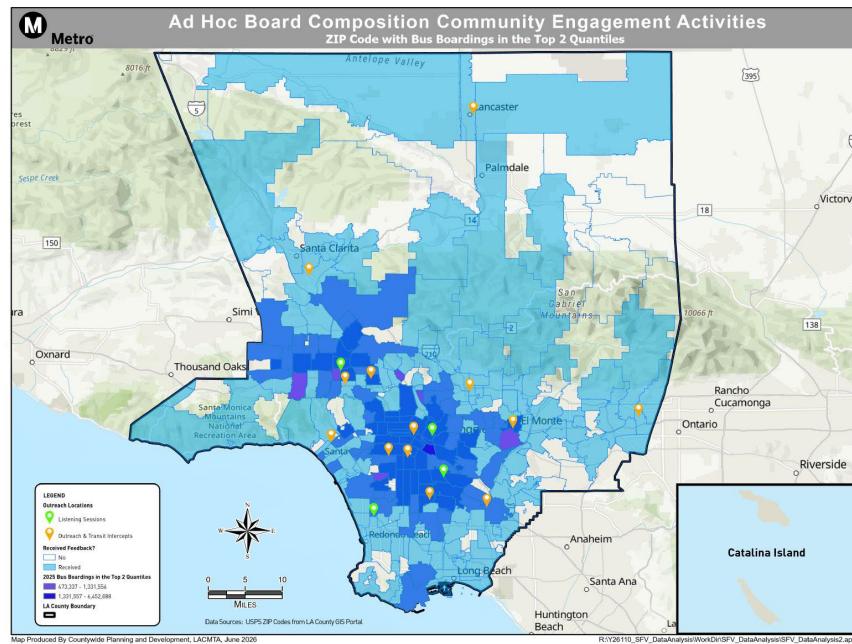 M
Metro
Ad Hoc Board Composition Community Engagement Activities
ZIP Code with Bus Boardings in the Top 2 Quantiles
8016 ft
Antelope Valley
5
395
Lancaster
Palmdale
Sespe Creek
Victorv
18
150
14
Santa Clarita
San
Gabriel
Mountains
10066 ft
Simi V
138
2
Oxnard
Thousand Oaks
210
Rancho
Cucamonga
Santa Monica
Mountains
National
Recreation Area
El Monte
Ontario
Santa
Riverside
Redondo Beach
Anaheim
Long Beach
Santa Ana
Huntington
Beach
LEGEND
Outreach Locations
Listening Sessions
Outreach & Transit Intercepts
Received Feedback?
No
Received
2025 Bus Boardings in the Top 2 Quantiles
473,337 - 1,331,556
1,331,557 - 6,452,088
LA County Boundary
N
W
E
S
0 5 10
MILES
Data Sources: USPS ZIP Codes from LA County GIS Portal
Catalina Island
Map Produced By Countywide Planning and Development, LACMTA, June 2026
R:\Y26110_SFV_DataAnalysis\WorkDir\SFV_DataAnalysis\SFV_DataAnalysis2.ap